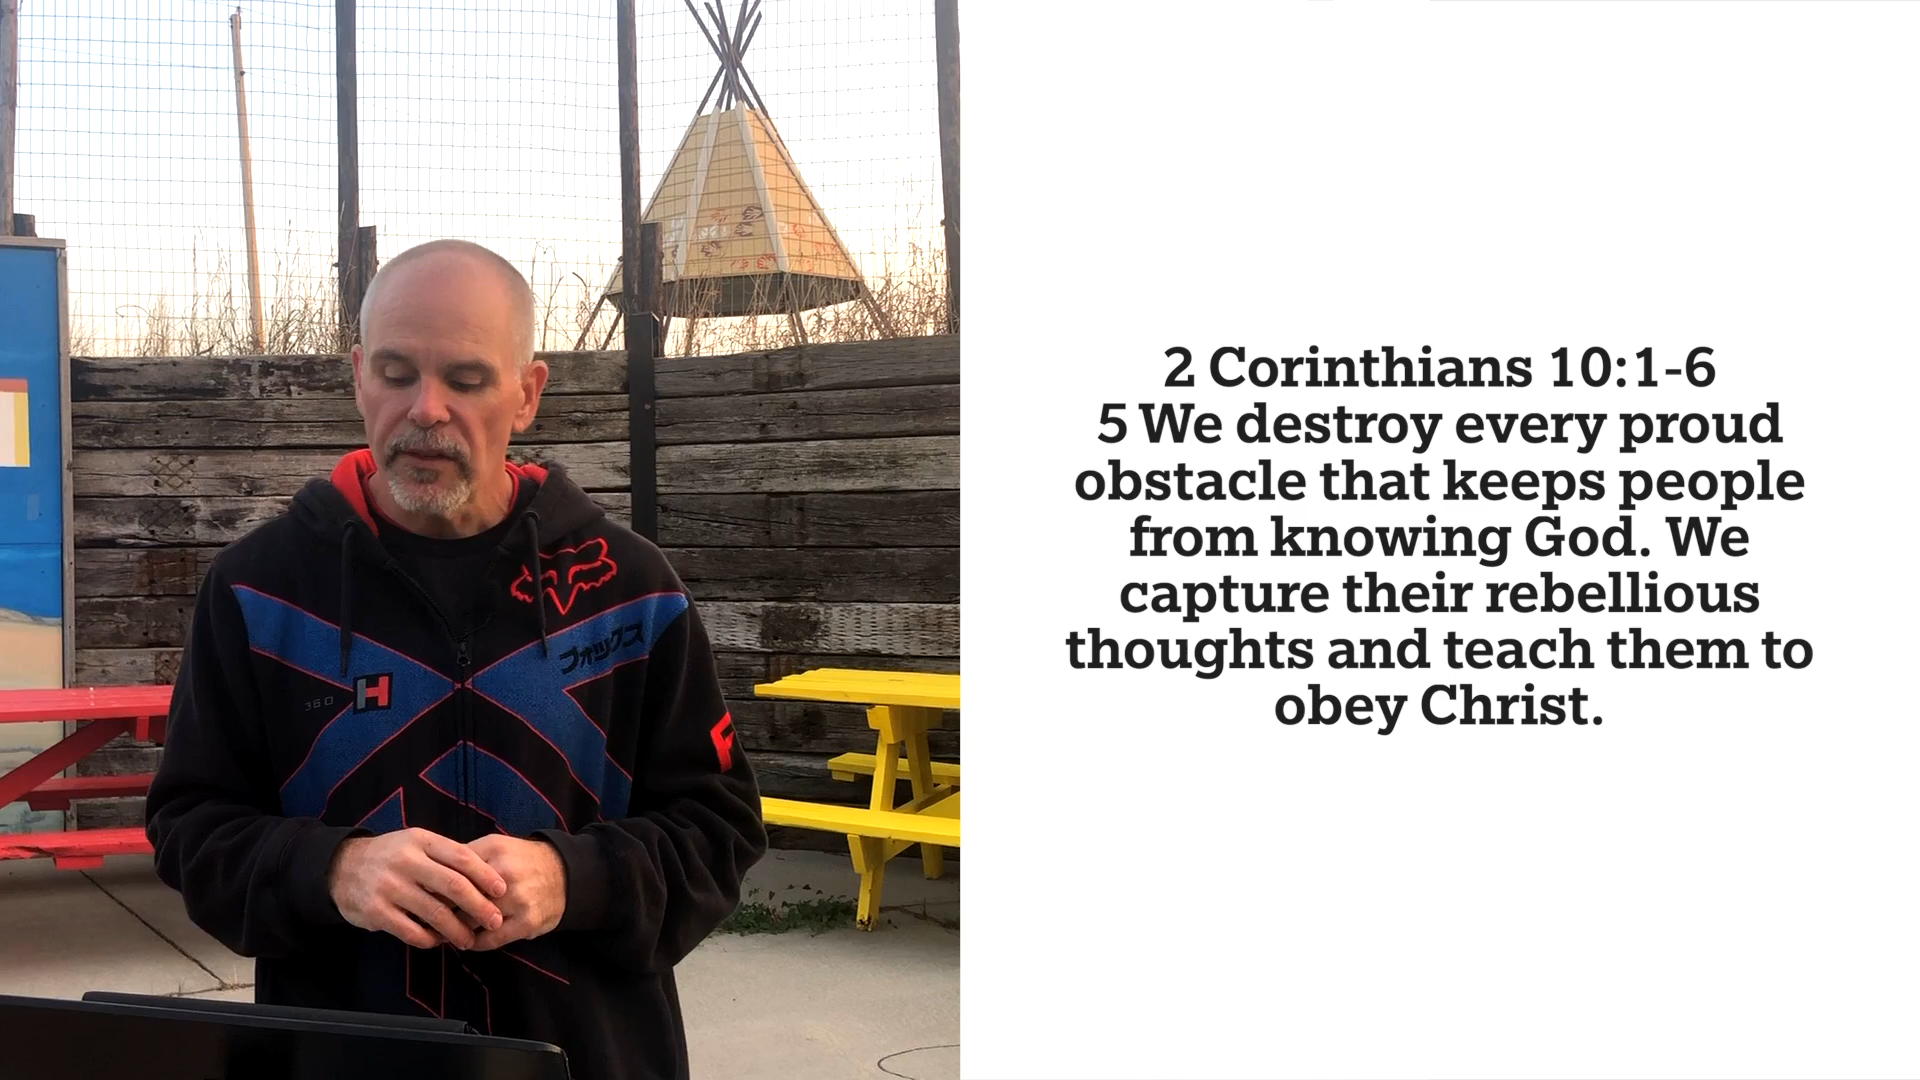 360
H
フォックス
F
2 Corinthians 10:1-6
5 We destroy every proud
obstacle that keeps people
from knowing God. We
capture their rebellious
thoughts and teach them to
obey Christ.